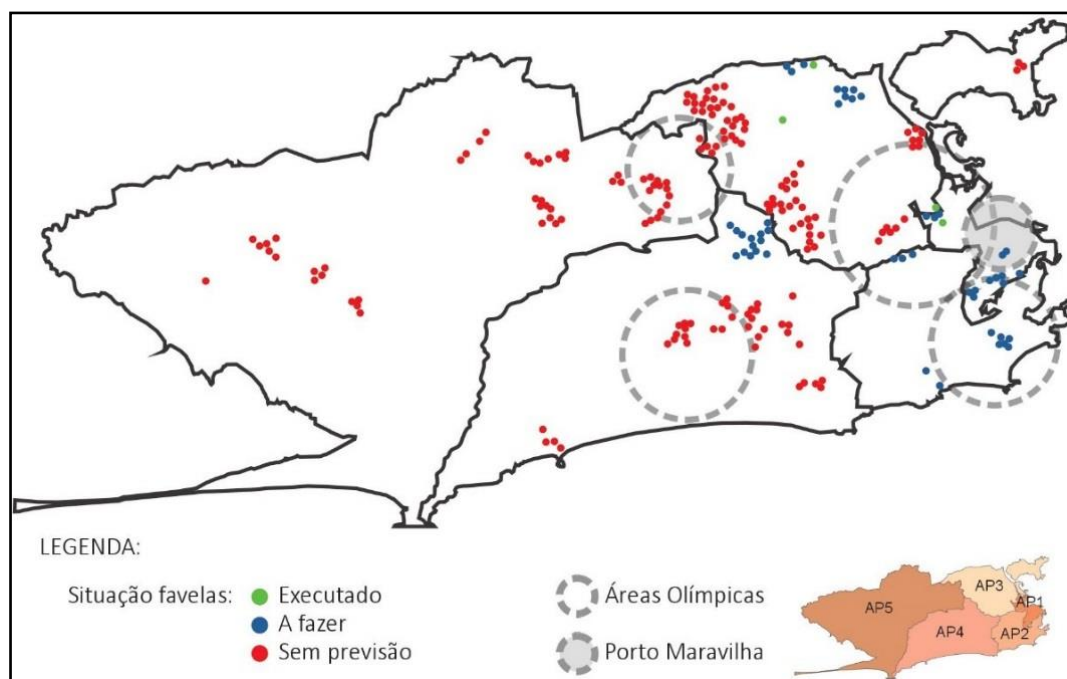 LEGENDA:
Situação favelas:
Executado
A fazer
Sem previsão
Áreas Olímpicas
Porto Maravilha
AP3
AP5
AP1
AP4
AP2